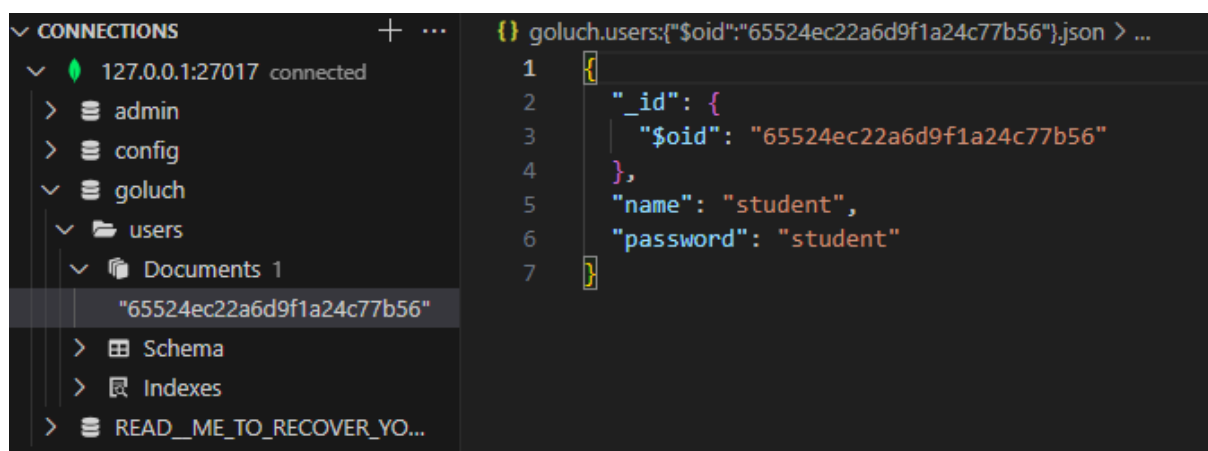 CONNECTIONS
127.0.0.1:27017 connected
admin
config
goluch
users
Documents 1
"65524ec22a6d9f1a24c77b56"
Schema
Indexes
READ__ME_TO_RECOVER_YO...
{} goluch.users:{"$oid":"65524ec22a6d9f1a24c77b56"}.json > ...
1 {
2 "_id": {
3 "$oid": "65524ec22a6d9f1a24c77b56"
4 },
5 "name": "student",
6 "password": "student"
7 }